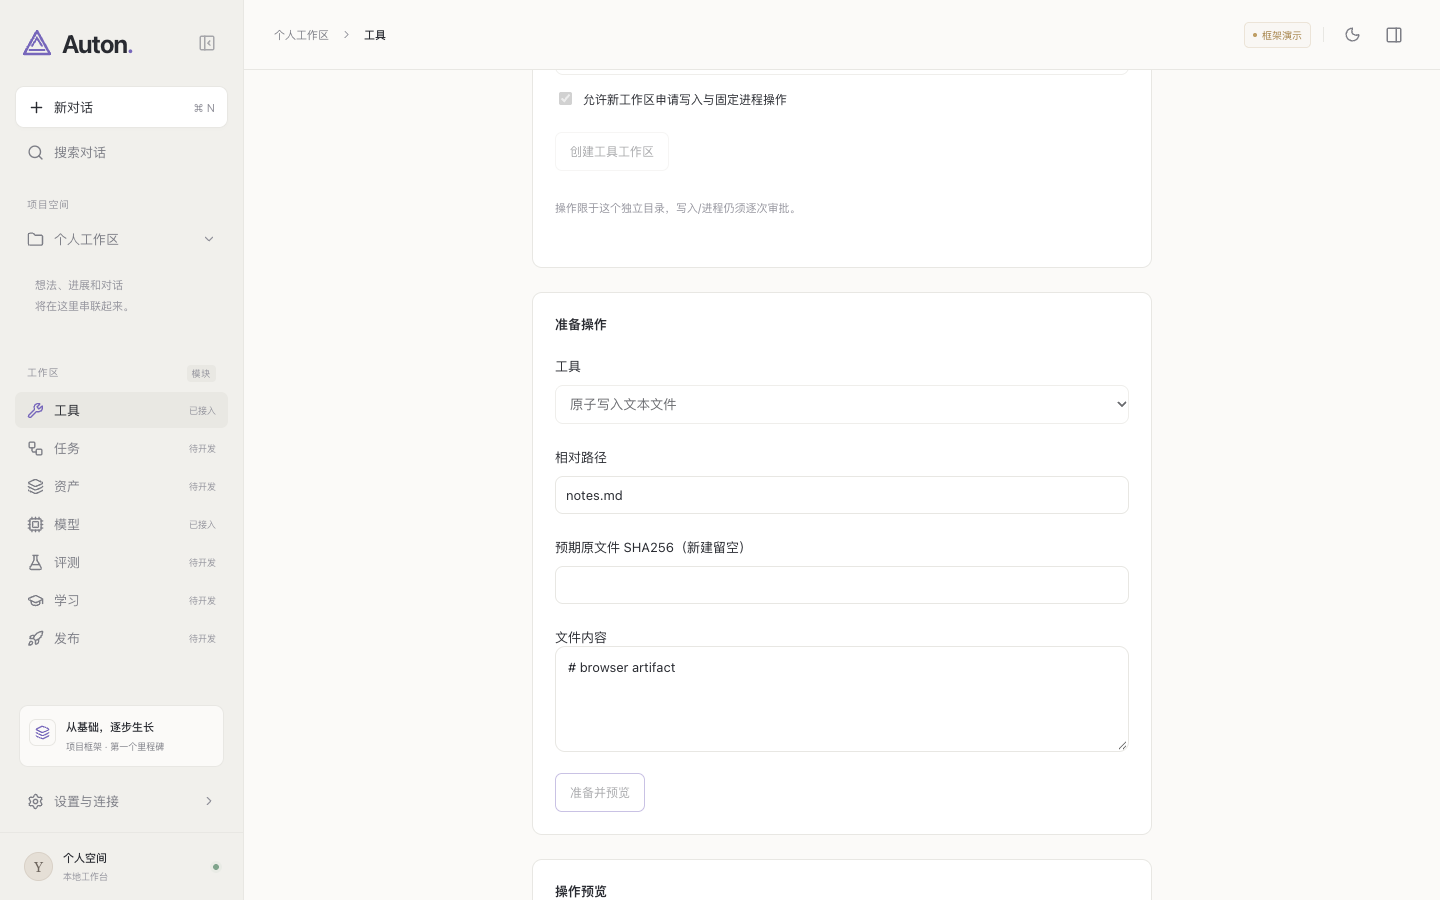 Auton.
新对话
⌘ N
搜索对话
项目空间
个人工作区
想法、进展和对话
将在这里串联起来。
工作区
模块
工具
已接入
任务
待开发
资产
待开发
模型
已接入
评测
待开发
学习
待开发
发布
待开发
从基础，逐步生长
项目框架 · 第一个里程碑
设置与连接
Y
个人空间
本地工作台
个人工作区
工具
框架演示
允许新工作区申请写入与固定进程操作
创建工具工作区
操作限于这个独立目录，写入/进程仍须逐次审批。
准备操作
工具
原子写入文本文件
相对路径
notes.md
预期原文件 SHA256（新建留空）
文件内容
# browser artifact
准备并预览
操作预览